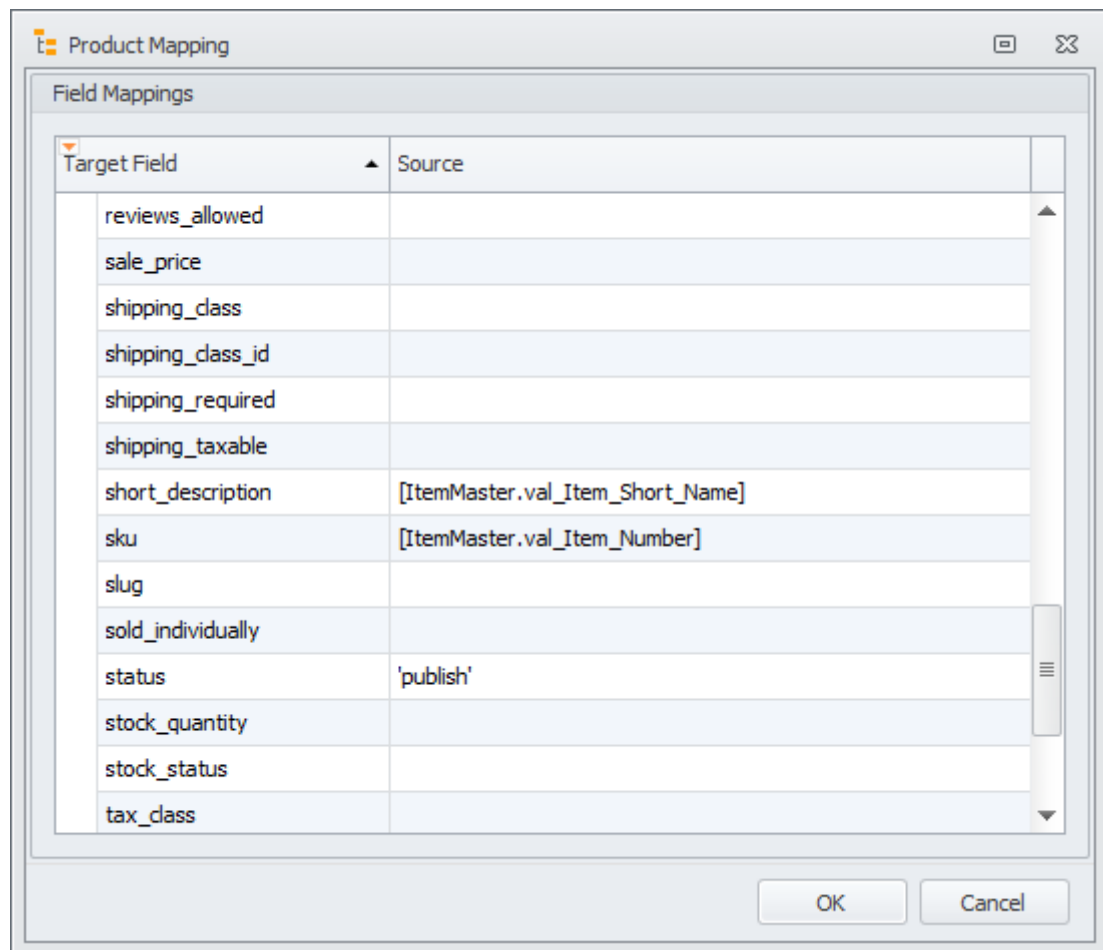 Product Mapping
Field Mappings
Target Field Source
reviews_allowed
sale_price
shipping_class
shipping_class_id
shipping_required
shipping_taxable
short_description [ItemMaster.val_Item_Short_Name]
sku [ItemMaster.val_Item_Number]
slug
sold_individually
status 'publish'
stock_quantity
stock_status
tax_class
OK Cancel